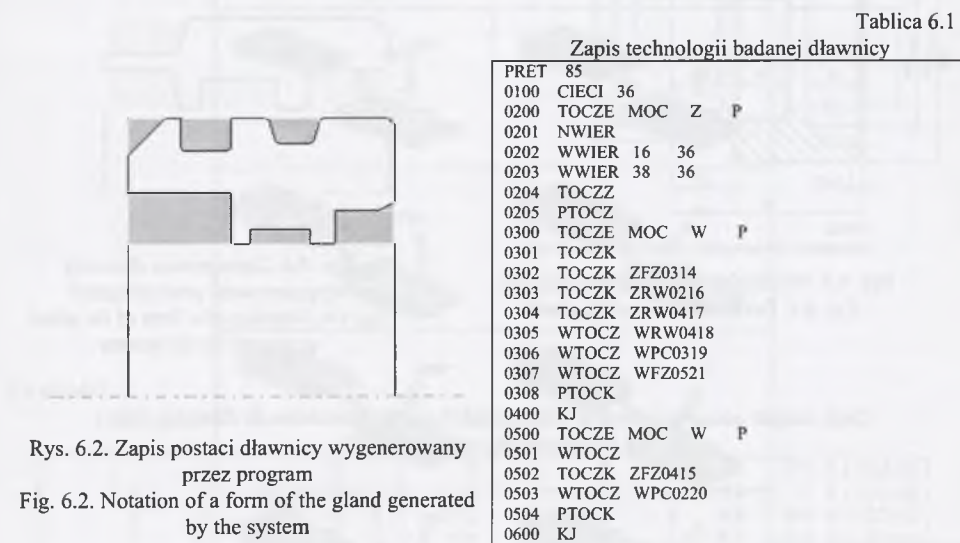 Tablica 6.1
Zapis technologii badanej dławnicy
PRET 85
0100 CIECI 36
0200 TOCZE MOC Z P
0201 NWIER
0202 WWIER 16 36
0203 WWIER 38 36
0204 TOCZZ
0205 PTOCZ
0300 TOCZE MOC W P
0301 TOCZK
0302 TOCZK ZFZ0314
0303 TOCZK ZRW0216
0304 TOCZK ZRW0417
0305 WTOCZ WRW0418
0306 WTOCZ WPC0319
0307 WTOCZ WFZ0521
0308 PTOCK
0400 KJ
0500 TOCZE MOC W P
0501 WTOCZ
0502 TOCZK ZFZ0415
0503 WTOCZ WPC0220
0504 PTOCK
0600 KJ
Rys. 6.2. Zapis postaci dławnicy wygenerowany
przez program
Fig. 6.2. Notation of a form of the gland generated
by the system